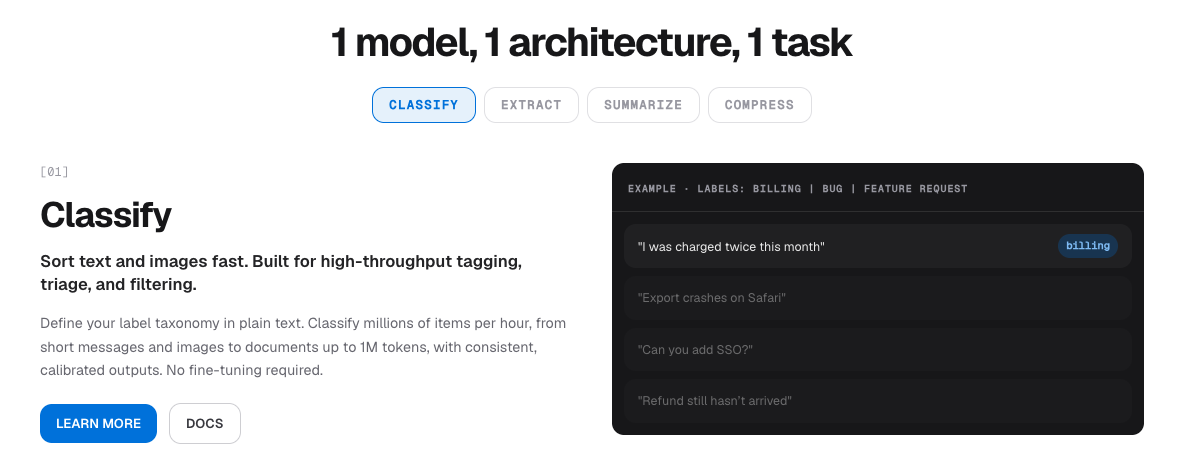 1 model, 1 architecture, 1 task
CLASSIFY
EXTRACT
SUMMARIZE
COMPRESS
[01]
Classify
Sort text and images fast. Built for high-throughput tagging,
triage, and filtering.
Define your label taxonomy in plain text. Classify millions of items per hour, from
short messages and images to documents up to 1M tokens, with consistent,
calibrated outputs. No fine-tuning required.
LEARN MORE
DOCS
EXAMPLE · LABELS: BILLING | BUG | FEATURE REQUEST
"I was charged twice this month"
billing
"Export crashes on Safari"
"Can you add SSO?"
"Refund still hasn't arrived"